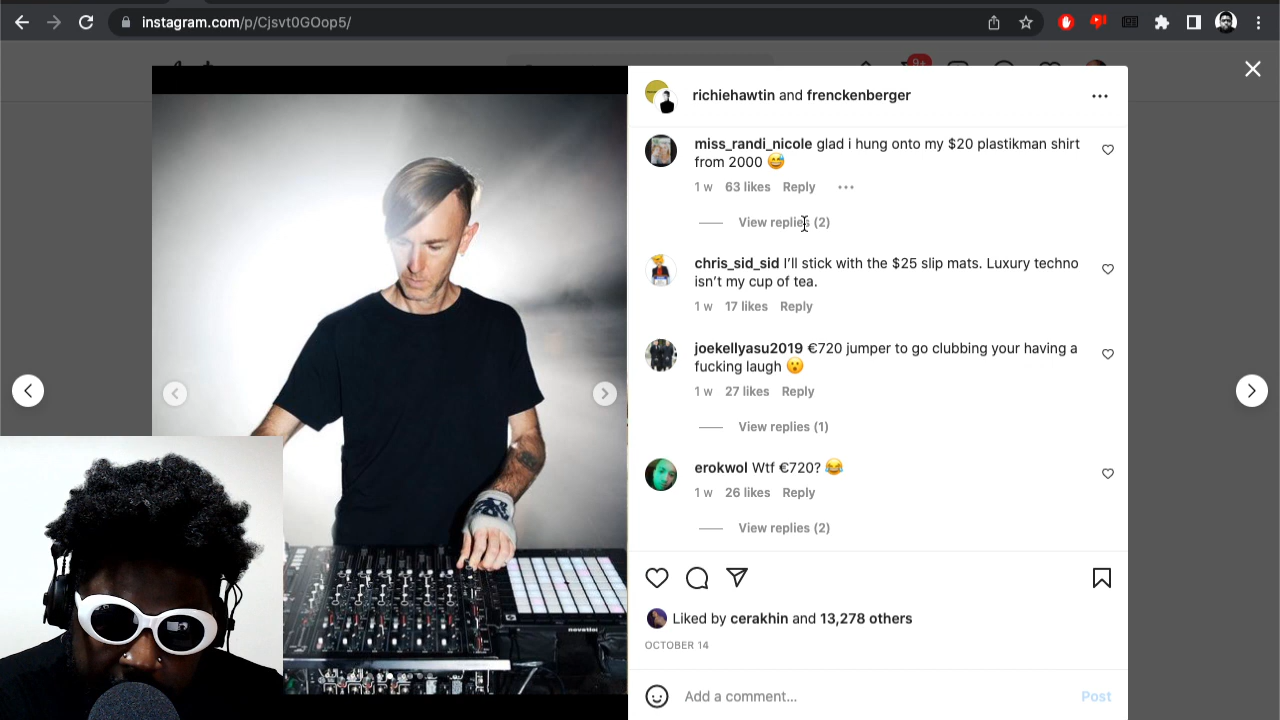 instagram.com/p/Cjsvt0GOop5/
9+
richiehawtin and frenckenberger
miss_randi_nicole glad i hung onto my $20 plastikman shirt
from 2000 😅
1 w 63 likes Reply
View replies (2)
chris_sid_sid I’ll stick with the $25 slip mats. Luxury techno
isn’t my cup of tea.
1 w 17 likes Reply
joekellyasu2019 €720 jumper to go clubbing your having a
fucking laugh 😮
1 w 27 likes Reply
View replies (1)
erokwol Wtf €720? 😂
1 w 26 likes Reply
View replies (2)
Liked by cerakhin and 13,278 others
OCTOBER 14
Add a comment…
Post
novation